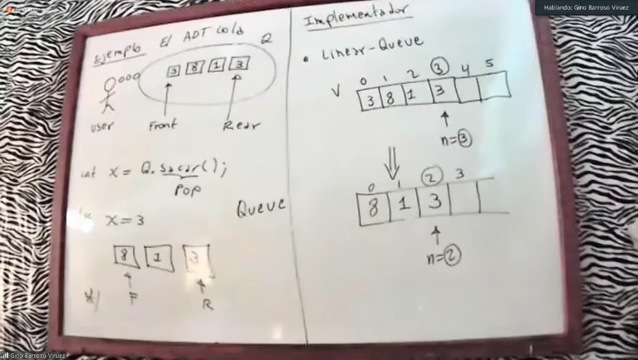 Hablando: Gino Barroso Viruez
Ejemplo El ADT Cola
Q
3 8 1 3
user Front Rear
int x = Q.sacar();
Pop
x = 3
Queue
8 1 3
F
R
Implementador
• Linear-Queue
0 1 2 3 4 5
V 3 8 1 3
n=3
0 1 2 3
8 1 3
n=2
Gino Barroso Viruez